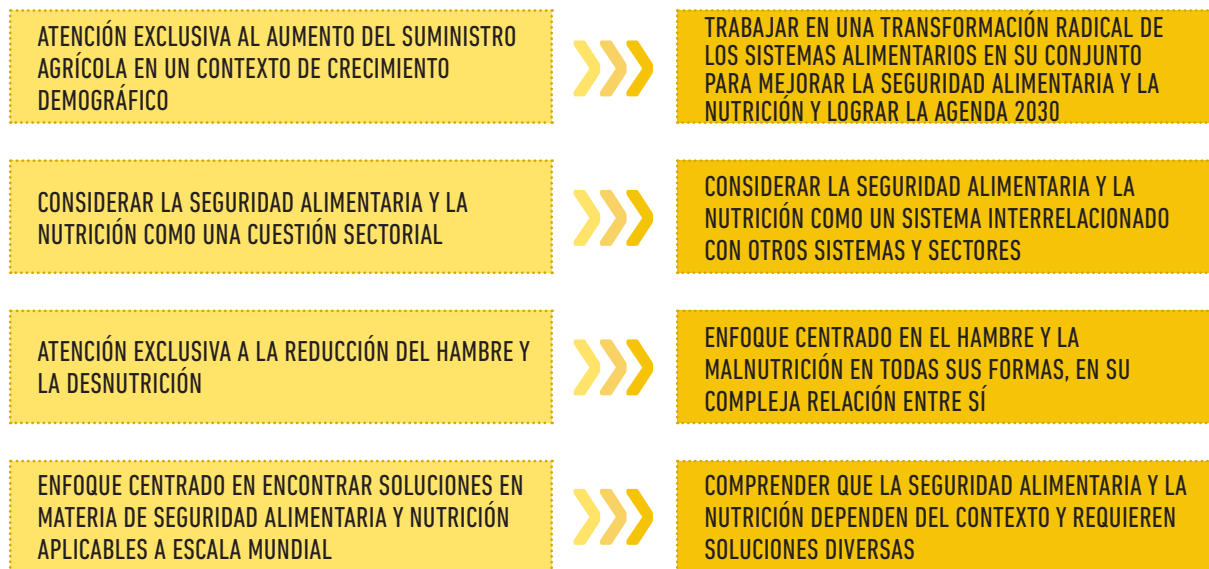 ATENCIÓN EXCLUSIVA AL AUMENTO DEL SUMINISTRO
AGRÍCOLA EN UN CONTEXTO DE CRECIMIENTO
DEMOGRÁFICO
TRABAJAR EN UNA TRANSFORMACIÓN RADICAL DE
LOS SISTEMAS ALIMENTARIOS EN SU CONJUNTO
PARA MEJORAR LA SEGURIDAD ALIMENTARIA Y LA
NUTRICIÓN Y LOGRAR LA AGENDA 2030
CONSIDERAR LA SEGURIDAD ALIMENTARIA Y LA
NUTRICIÓN COMO UNA CUESTIÓN SECTORIAL
CONSIDERAR LA SEGURIDAD ALIMENTARIA Y LA
NUTRICIÓN COMO UN SISTEMA INTERRELACIONADO
CON OTROS SISTEMAS Y SECTORES
ATENCIÓN EXCLUSIVA A LA REDUCCIÓN DEL HAMBRE Y
LA DESNUTRICIÓN
ENFOQUE CENTRADO EN EL HAMBRE Y LA
MALNUTRICIÓN EN TODAS SUS FORMAS, EN SU
COMPLEJA RELACIÓN ENTRE SÍ
ENFOQUE CENTRADO EN ENCONTRAR SOLUCIONES EN
MATERIA DE SEGURIDAD ALIMENTARIA Y NUTRICIÓN
APLICABLES A ESCALA MUNDIAL
COMPRENDER QUE LA SEGURIDAD ALIMENTARIA Y LA
NUTRICIÓN DEPENDEN DEL CONTEXTO Y REQUIEREN
SOLUCIONES DIVERSAS